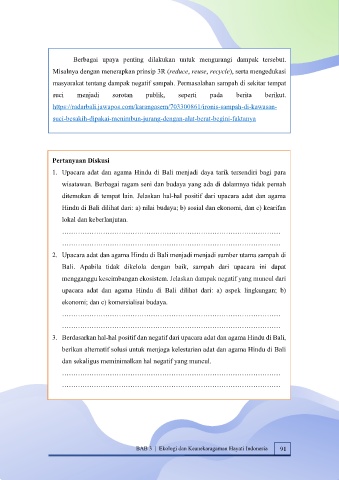 Berbagai upaya penting dilakukan untuk mengurangi dampak tersebut.
Misalnya dengan menerapkan prinsip 3R (reduce, reuse, recycle), serta mengedukasi
masyarakat tentang dampak negatif sampah. Permasalahan sampah di sekitar tempat
suci menjadi sorotan publik, seperti pada berita berikut.
https://radarbali.jawapos.com/karangasem/703300861/ironis-sampah-di-kawasan-
suci-besakih-dipakai-menimbun-jurang-dengan-alat-berat-begini-faktanya
Pertanyaan Diskusi
1. Upacara adat dan agama Hindu di Bali menjadi daya tarik tersendiri bagi para
wisatawan. Berbagai ragam seni dan budaya yang ada di dalamnya tidak pernah
ditemukan di tempat lain. Jelaskan hal-hal positif dari upacara adat dan agama
Hindu di Bali dilihat dari: a) nilai budaya; b) sosial dan ekonomi, dan c) kearifan
lokal dan keberlanjutan.
..............................................................................................
..............................................................................................
2. Upacara adat dan agama Hindu di Bali menjadi menjadi sumber utama sampah di
Bali. Apabila tidak dikelola dengan baik, sampah dari upacara ini dapat
mengganggu keseimbangan ekosistem. Jelaskan dampak negatif yang muncul dari
upacara adat dan agama Hindu di Bali dilihat dari: a) aspek lingkungan; b)
ekonomi; dan c) komersialisai budaya.
..............................................................................................
..............................................................................................
3. Berdasarkan hal-hal positif dan negatif dari upacara adat dan agama Hindu di Bali,
berikan alternatif solusi untuk menjaga kelestarian adat dan agama Hindu di Bali
dan sekaligus meminimalkan hal negatif yang muncul.
..............................................................................................
..............................................................................................
BAB 3 | Ekologi dan Keanekaragaman Hayati Indonesia 91